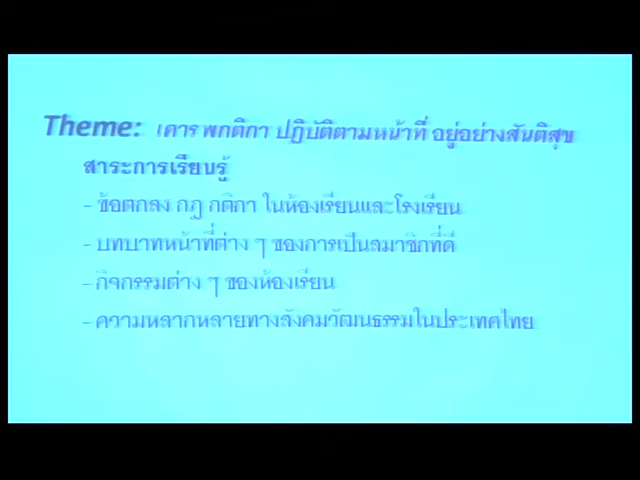 Theme: เคาร พกติกา ปฏิบัติตามหน้าที่ อยู่อย่างสันติสุข
สาระการเรียนรู้
- ข้อตกลง กฎ กติกา ในห้องเรียนและโรงเรียน
- บทบาทหน้าที่ต่าง ๆ ของการเป็นสมาชิกที่ดี
- กิจกรรมต่าง ๆ ของห้องเรียน
- ความหลากหลายทางสังคมวัฒนธรรมในประเทศไทย